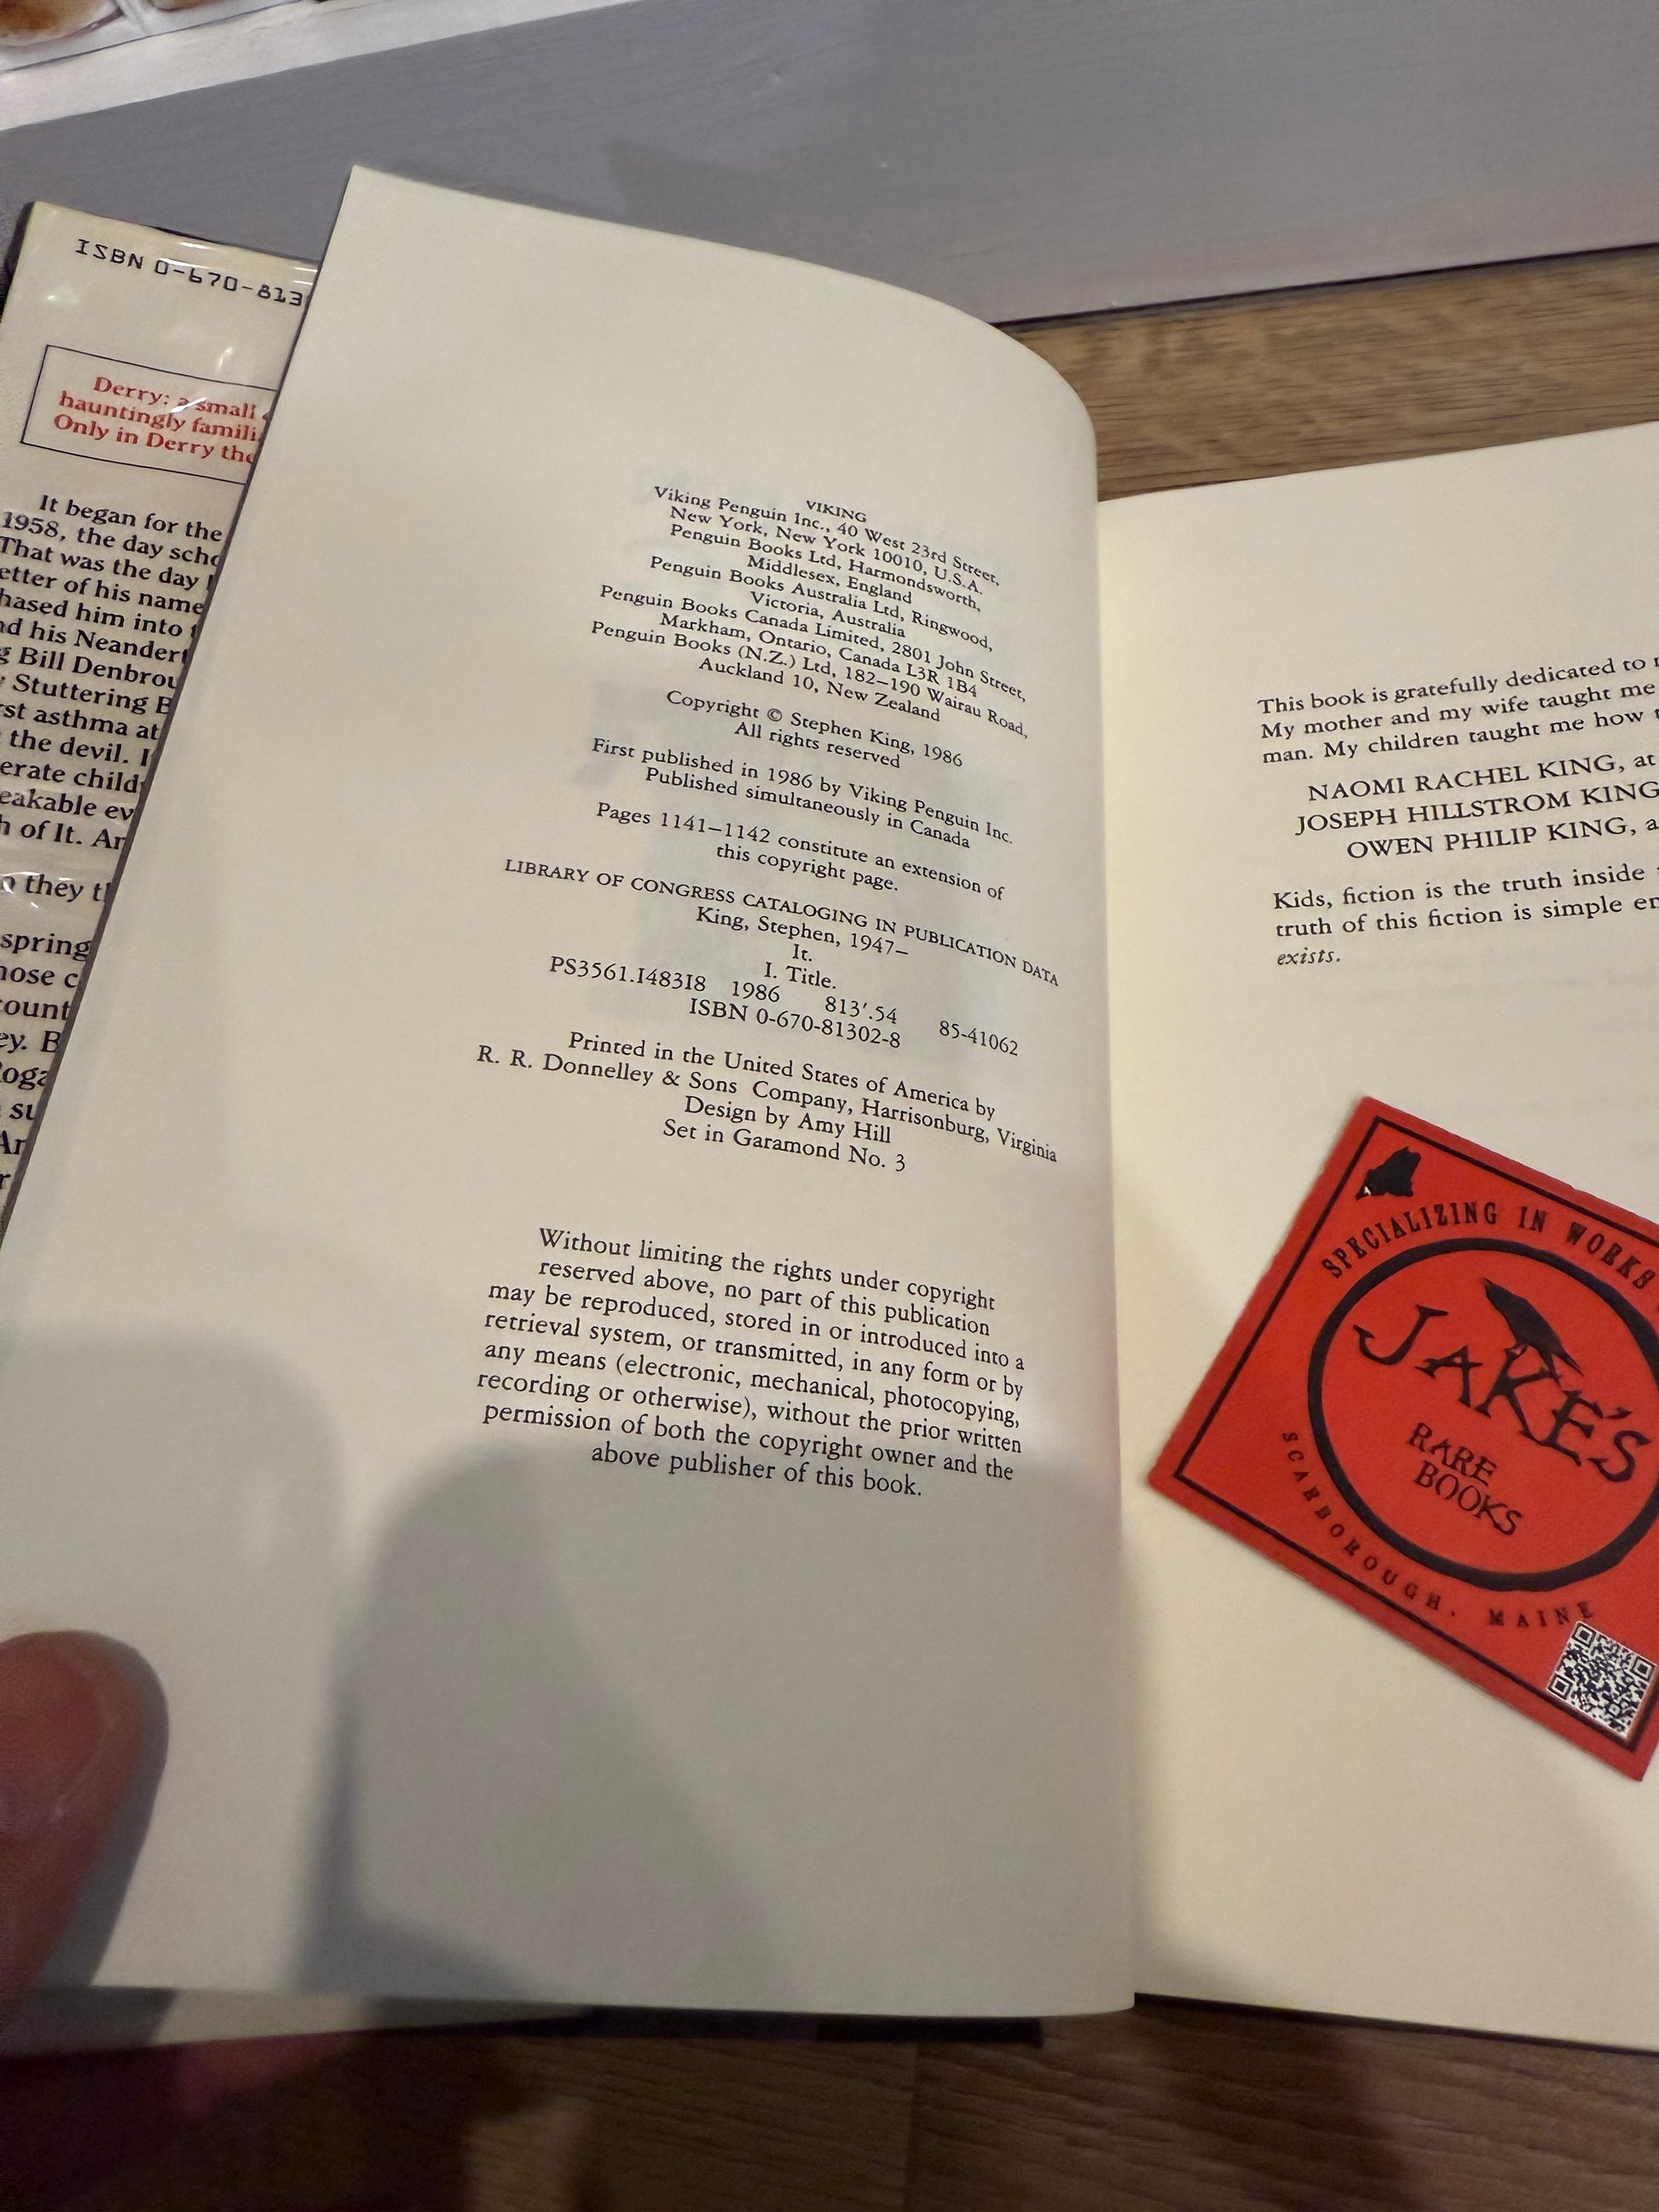 ISBN 0-670-813
Derry: a small
hauntingly famili
Only in Derry
It began for the
1958, the day
That was the day
etter of his name
hased him into
nd his Neandert
g Bill Denbrou
Stuttering B
rst asthma at
the devil. I
erate child
eakable ev
h of It. An
they
spring
hose c
count
ey. B
loga
su
VIKING
Viking Penguin Inc., 40 West 23rd Street,
New York, New York 10010, U.S.A.
Penguin Books Ltd, Harmondsworth,
Middlesex, England
Penguin Books Australia Ltd, Ringwood,
Victoria, Australia
Penguin Books Canada Limited, 2801 John Street,
Markham, Ontario, Canada L3R 1B4
Penguin Books (N.Z.) Ltd, 182–190 Wairau Road,
Auckland 10, New Zealand
Copyright © Stephen King, 1986
All rights reserved
First published in 1986 by Viking Penguin Inc.
Published simultaneously in Canada
Pages 1141–1142 constitute an extension of
this copyright page.
LIBRARY OF CONGRESS CATALOGING IN PUBLICATION DATA
King, Stephen, 1947–
It.
I. Title.
PS3561.I483I8 1986 813'.54 85-41062
ISBN 0-670-81302-8
Printed in the United States of America by
R. R. Donnelley & Sons Company, Harrisonburg, Virginia
Design by Amy Hill
Set in Garamond No. 3
Without limiting the rights under copyright
reserved above, no part of this publication
may be reproduced, stored in or introduced into a
retrieval system, or transmitted, in any form or by
any means (electronic, mechanical, photocopying,
recording or otherwise), without the prior written
permission of both the copyright owner and the
above publisher of this book.
This book is gratefully dedicated to
My mother and my wife taught me
man. My children taught me how
NAOMI RACHEL KING, at
JOSEPH HILLSTROM KING
OWEN PHILIP KING, a
Kids, fiction is the truth inside
truth of this fiction is simple en
exists.
SPECIALIZING IN WORKS
JAKE'S
RARE
BOOKS
SCARBOROUGH, MAINE